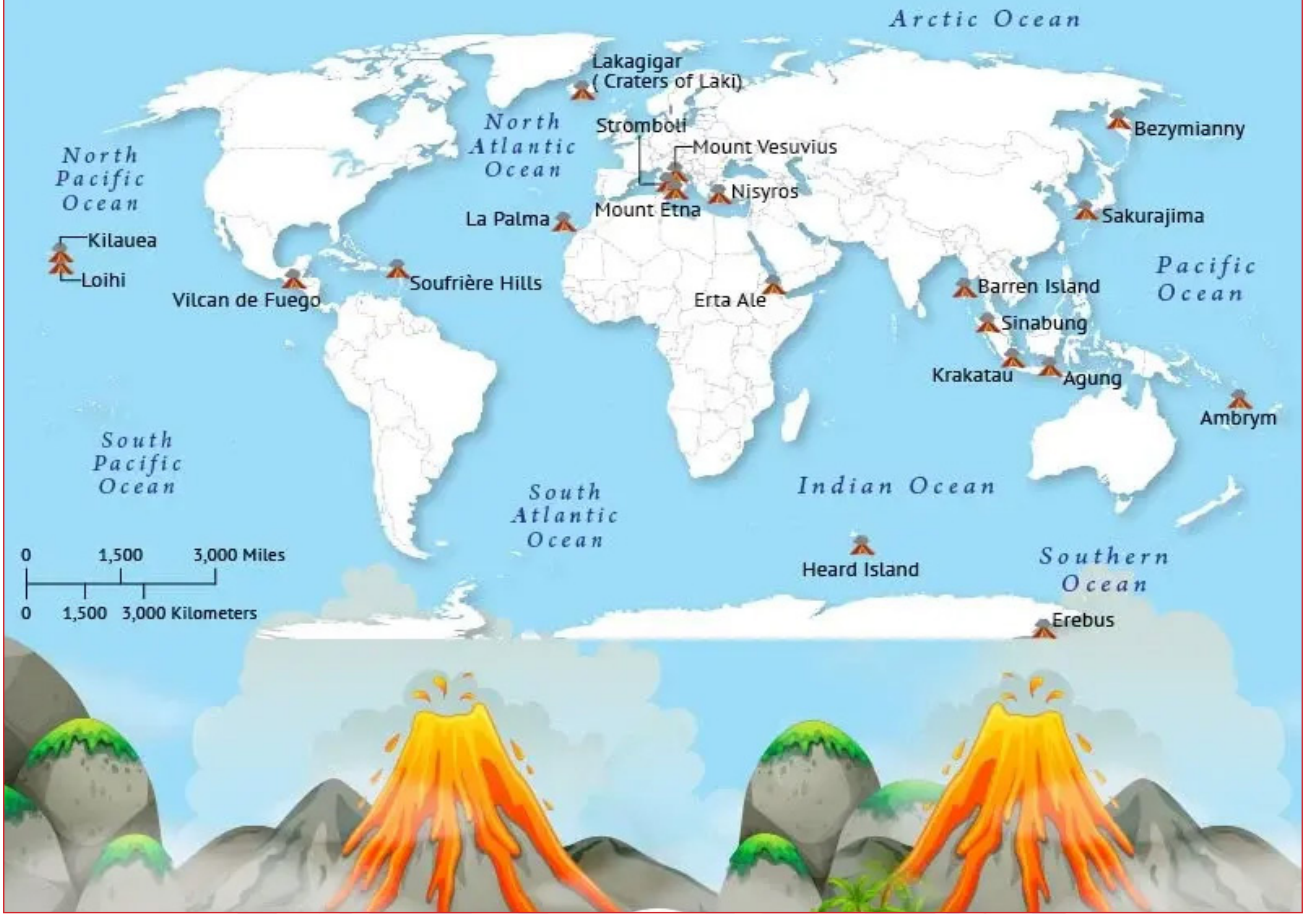 Arctic Ocean
Lakagigar
( Craters of Laki)
North
Atlantic
Ocean
Stromboli
Bezymianny
Mount Vesuvius
North
Pacific
Ocean
Nisyros
Mount Etna
La Palma
Sakurajima
Kilauea
Loihi
Pacific
Ocean
Soufrière Hills
Vilcan de Fuego
Erta Ale
Barren Island
Sinabung
Krakatau
Agung
Ambrym
South
Pacific
Ocean
Indian Ocean
South
Atlantic
Ocean
0 1,500 3,000 Miles
0 1,500 3,000 Kilometers
Heard Island
Southern
Ocean
Erebus